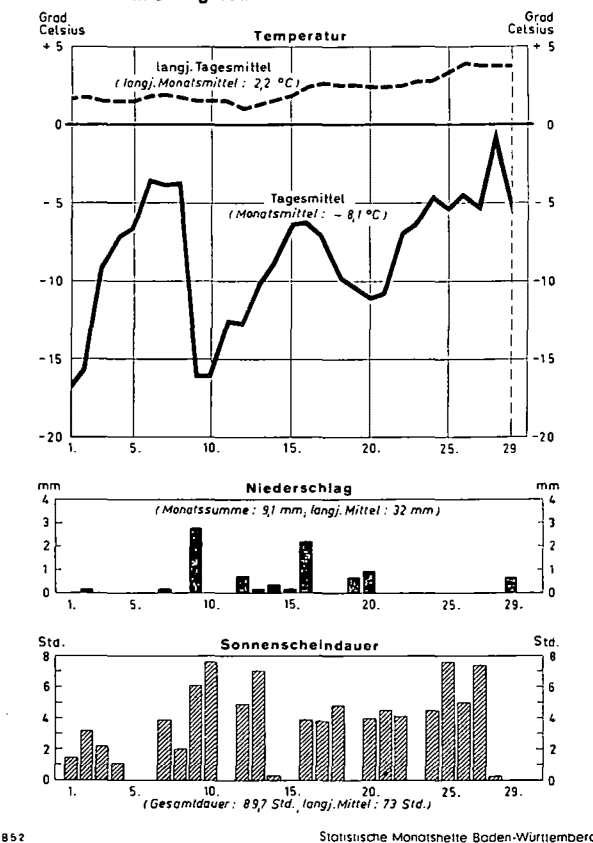 Grad Grad
Celsius Temperatur Celsius
+ 5 + 5
langj. Tagesmittel
(langj. Monatsmittel : 2,2 °C)
0 0
Tagesmittel
- 5 - 5
(Monatsmittel : - 8,1 °C)
-10 -10
-15 -15
-20 -20
1. 5. 10. 15. 20. 25. 29.
mm Niederschlag mm
4 (Monatssumme : 9,1 mm, langj. Mittel : 32 mm) 4
3 3
2 2
1 1
0 0
1. 5. 10. 15. 20. 25. 29.
Std. Sonnenscheindauer Std.
8 8
6 6
4 4
2 2
0 0
1. 5. 10. 15. 20. 25. 29.
(Gesamtdauer : 89,7 Std., langj. Mittel : 73 Std.)
852 Statistische Monatshefte Baden-Württemberg